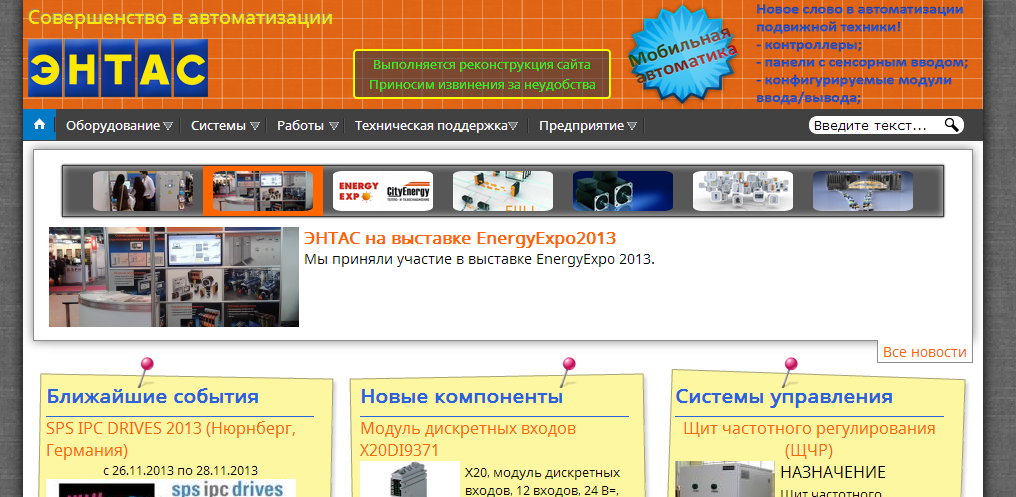 Совершенство в автоматизации
ЭНТАС
Выполняется реконструкция сайта
Приносим извинения за неудобства
Мобильная
автоматика
Новое слово в автоматизации
подвижной техники!
- контроллеры;
- панели с сенсорным вводом;
- конфигурируемые модули
ввода/вывода;
Оборудование Системы Работы Техническая поддержка Предприятие Введите текст...
ENERGY
EXPO
CityEnergy
FULL
ЭНТАС на выставке EnergyExpo2013
Мы приняли участие в выставке EnergyExpo 2013.
Все новости
Ближайшие события
SPS IPC DRIVES 2013 (Нюрнберг,
Германия)
с 26.11.2013 по 28.11.2013
sps ipc drives
Новые компоненты
Модуль дискретных входов
X20DI9371
X20, модуль дискретных
входов, 12 входов, 24 В=,
Системы управления
Щит частотного регулирования
(ЩЧР)
НАЗНАЧЕНИЕ
Щит частотного